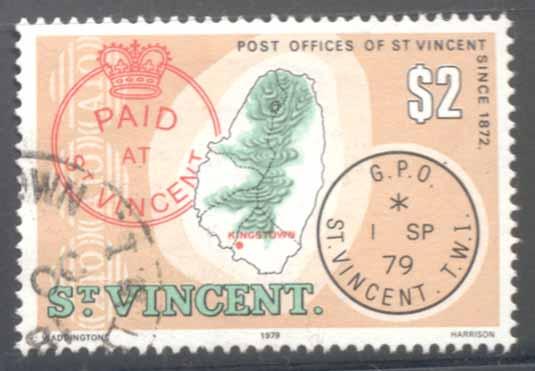 POST OFFICES OF ST VINCENT
SINCE 1872.
$2
PAID
AT
ST VINCENT
G.P.O.
*
1 SP
79
ST. VINCENT. T.W.I.
KINGSTOWN
ST VINCENT.
WADDINGTONS
1979
HARRISON